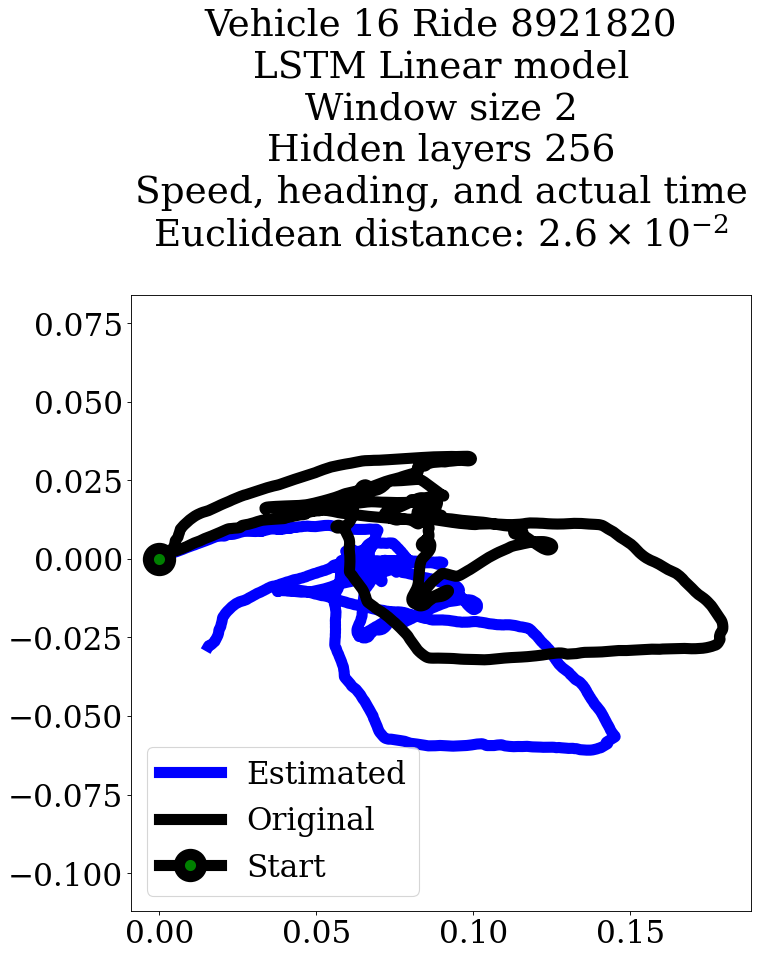 Vehicle 16 Ride 8921820
LSTM Linear model
Window size 2
Hidden layers 256
Speed, heading, and actual time
Euclidean distance: 2.6 × 10⁻²
0.075
0.050
0.025
0.000
−0.025
−0.050
−0.075
−0.100
Estimated
Original
Start
0.00 0.05 0.10 0.15